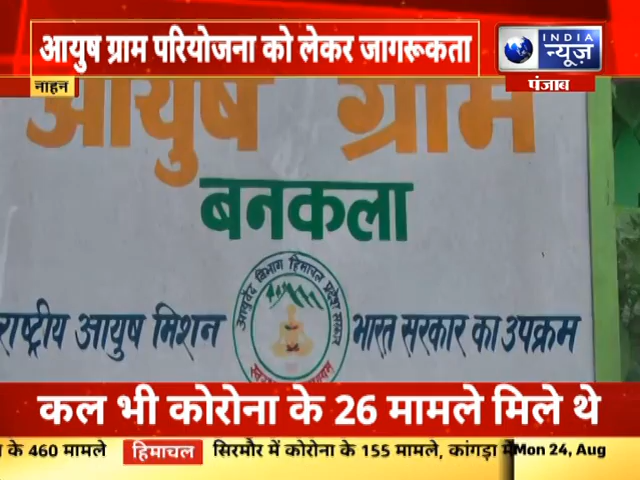 आयुष ग्राम परियोजना को लेकर जागरूकता
INDIA
न्यूज़
नाहन
पंजाब
आयुष ग्राम
बनकला
आयुर्वेद विभाग हिमाचल प्रदेश सरकार
राष्ट्रीय आयुष मिशन
भारत सरकार का उपक्रम
कल भी कोरोना के 26 मामले मिले थे
के 460 मामले
हिमाचल
सिरमौर में कोरोना के 155 मामले, कांगड़ा में
Mon 24, Aug